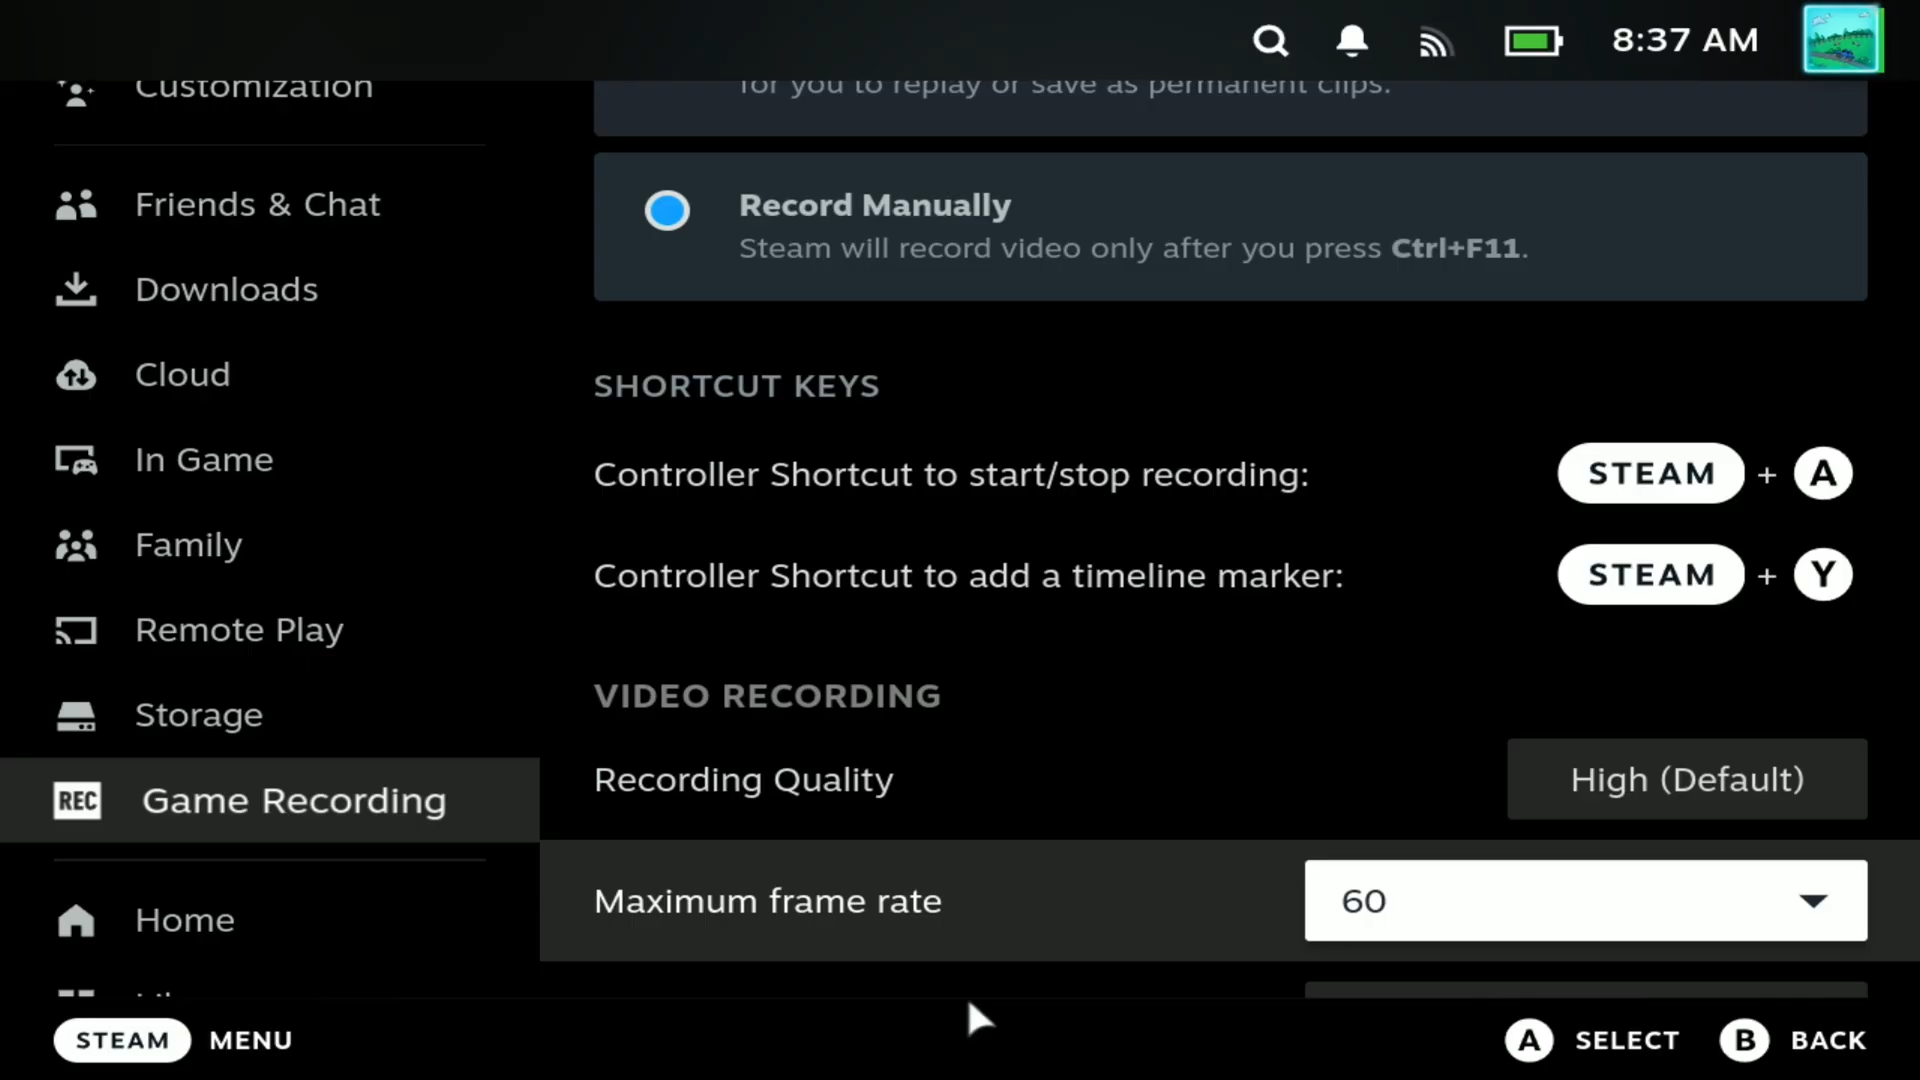 8:37 AM
Customization
for you to replay or save as permanent clips.
Record Manually
Steam will record video only after you press Ctrl+F11.
Friends & Chat
Downloads
Cloud
In Game
Family
Remote Play
Storage
REC Game Recording
Home
SHORTCUT KEYS
Controller Shortcut to start/stop recording: STEAM + A
Controller Shortcut to add a timeline marker: STEAM + Y
VIDEO RECORDING
Recording Quality High (Default)
Maximum frame rate 60
STEAM MENU
A SELECT B BACK